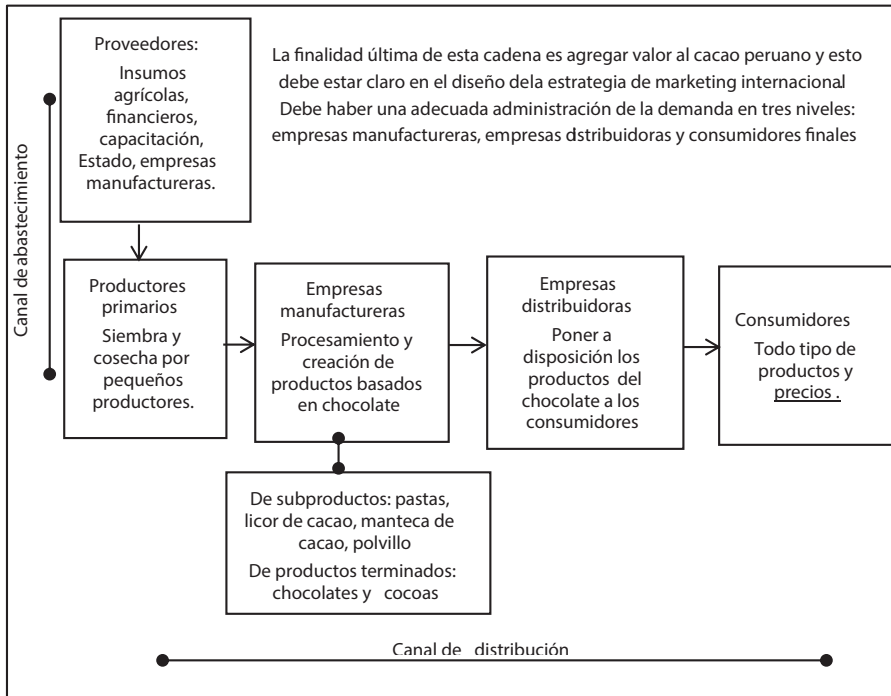 Proveedores:
Insumos
agrícolas,
financieros,
capacitación,
Estado, empresas
manufactureras.
La finalidad última de esta cadena es agregar valor al cacao peruano y esto
debe estar claro en el diseño dela estrategia de marketing internacional
Debe haber una adecuada administración de la demanda en tres niveles:
empresas manufactureras, empresas dstribuidoras y consumidores finales
Canal deabastecimiento
Productores
primarios
Siembra y
cosecha por
pequeños
productores.
Empresas
manufactureras
Procesamiento y
creación de
productos basados
en chocolate
Empresas
distribuidoras
Poner a
disposición los
productos del
chocolate a los
consumidores
Consumidores
Todo tipo de
productos y
precios .
De subproductos: pastas,
licor de cacao, manteca de
cacao, polvillo
De productos terminados:
chocolates y cocoas
Canal de distribución